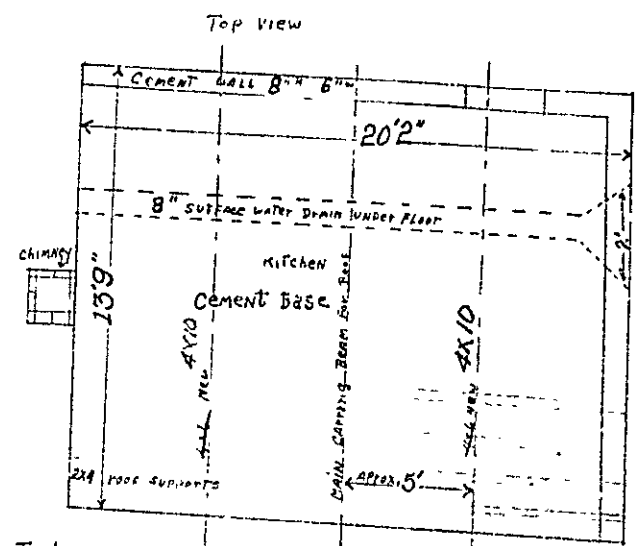 Top View
Cement WALL 8"H 6"W
20'2"
8" SURFACE WATER DRAIN UNDER FLOOR
2'
CHIMNEY
KITCHEN
Cement Base
13'9"
4X10
NEW
MAIN CARRYING BEAM FOR ROOF
4X10
NEW
2X4 ROOF SUPPORTS
APPROX. 5'